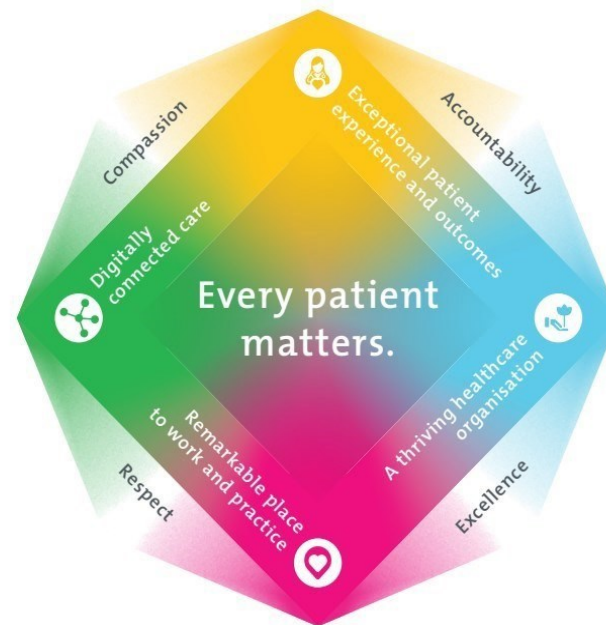 Compassion
Accountability
Exceptional patient
experience and outcomes
Digitally
connected care
Every patient
matters.
A thriving healthcare
organisation
Remarkable place
to work and practice
Respect
Excellence